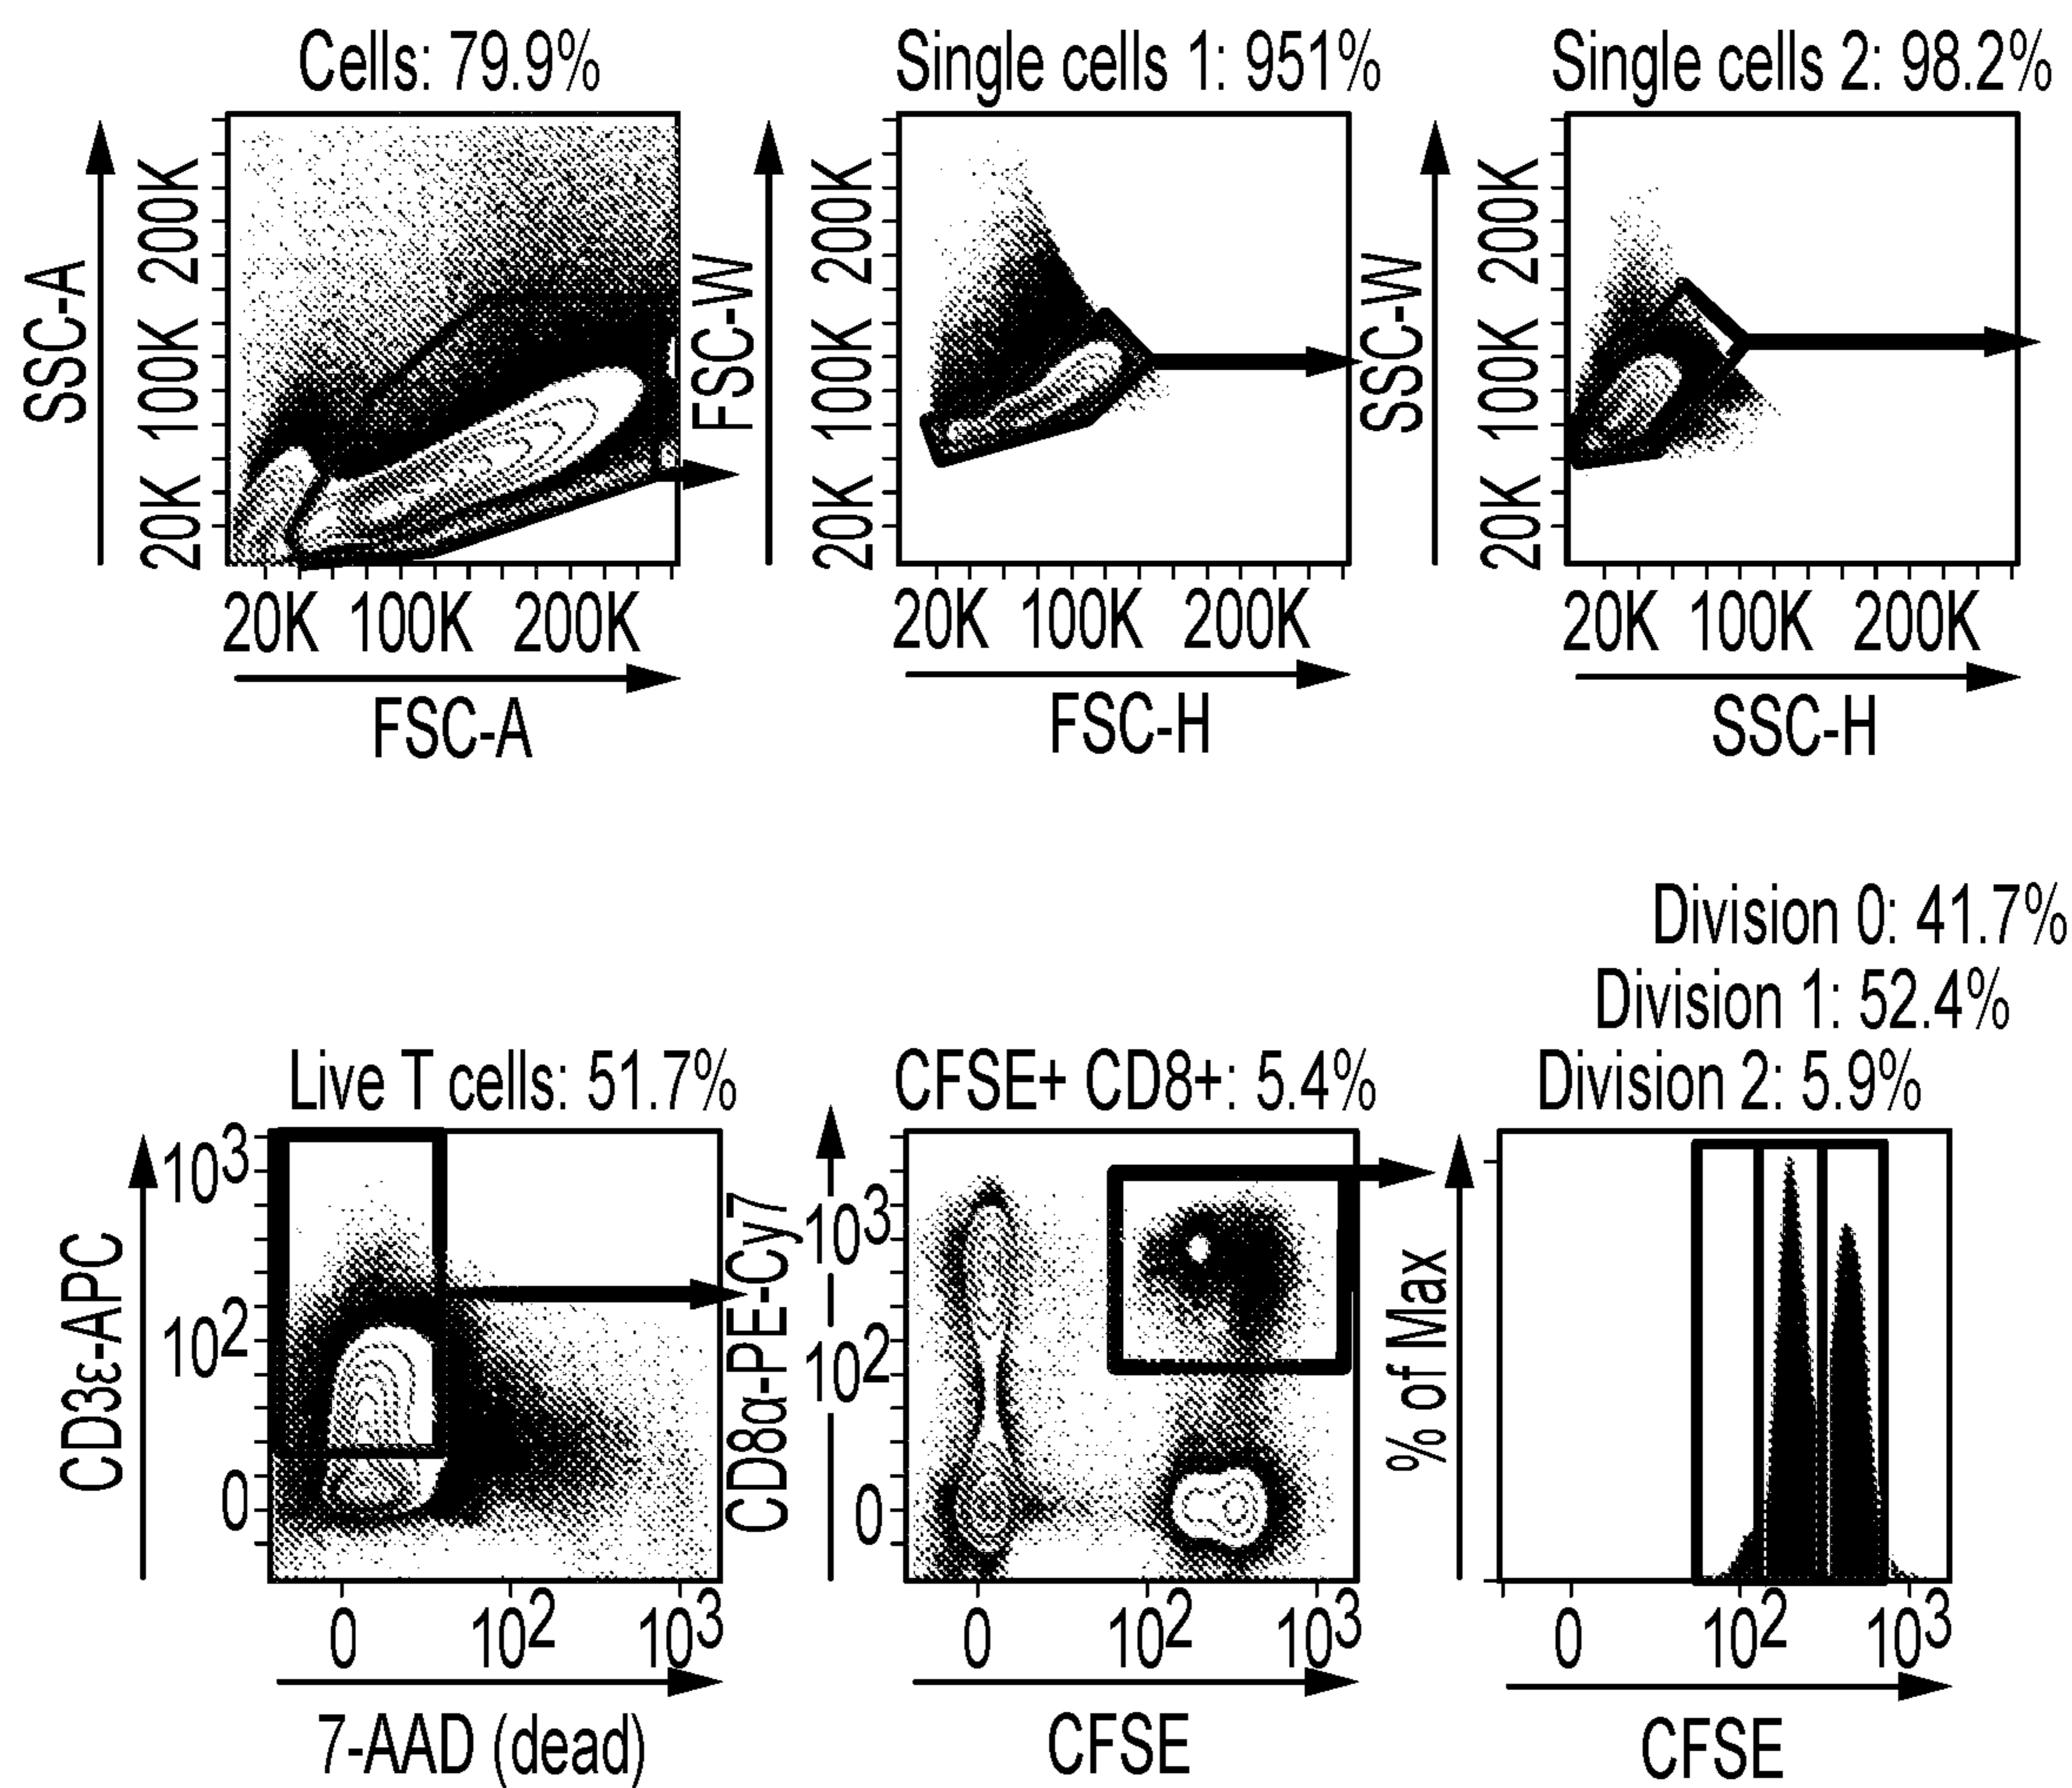 Cells: 79.9%
SSC-A
200K
100K
20K
20K 100K 200K
FSC-A
Single cells 1: 951%
FSC-W
200K
100K
20K
20K 100K 200K
FSC-H
Single cells 2: 98.2%
SSC-W
200K
100K
20K
20K 100K 200K
SSC-H
Live T cells: 51.7%
CD3ε-APC
10³
10²
0
0 10² 10³
7-AAD (dead)
CFSE+ CD8+: 5.4%
CD8α-PE-Cy7
10³
10²
0
0 10² 10³
CFSE
Division 0: 41.7%
Division 1: 52.4%
Division 2: 5.9%
% of Max
0 10² 10³
CFSE